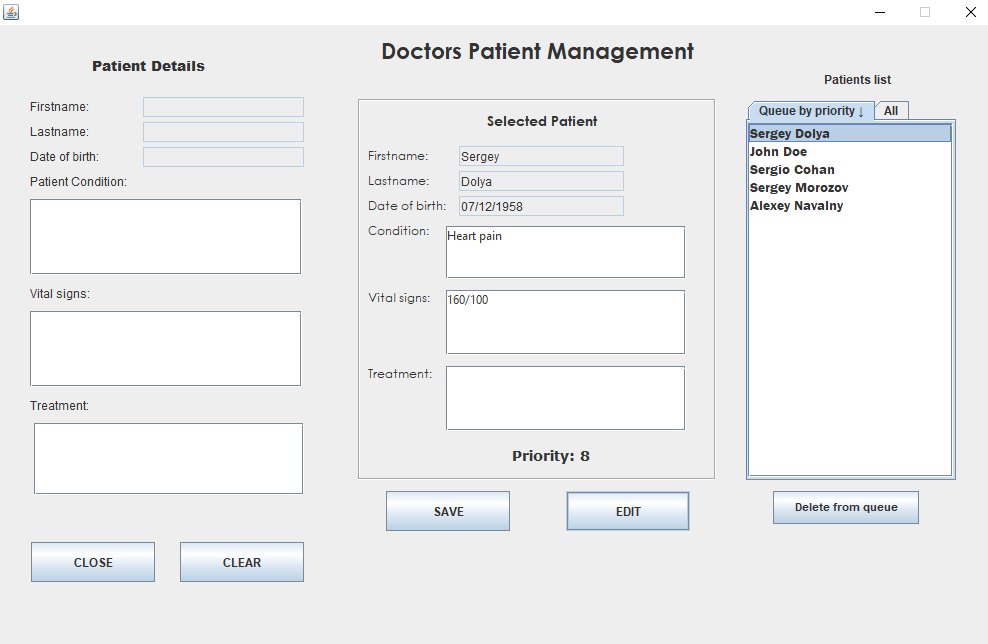 Doctors Patient Management
Patient Details
Firstname:
Lastname:
Date of birth:
Patient Condition:
Vital signs:
Treatment:
CLOSE
CLEAR
Selected Patient
Firstname: Sergey
Lastname: Dolya
Date of birth: 07/12/1958
Condition: Heart pain
Vital signs: 160/100
Treatment:
Priority: 8
SAVE
EDIT
Patients list
Queue by priority ↓ All
Sergey Dolya
John Doe
Sergio Cohan
Sergey Morozov
Alexey Navalny
Delete from queue